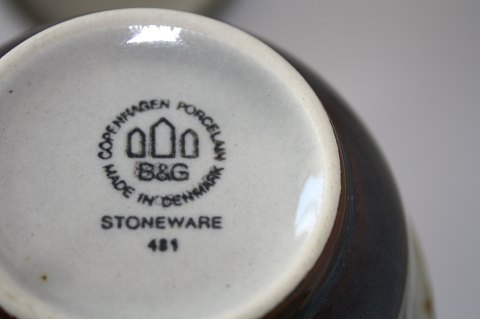 COPENHAGEN PORCELAIN
B&G
MADE IN DENMARK
STONEWARE
481